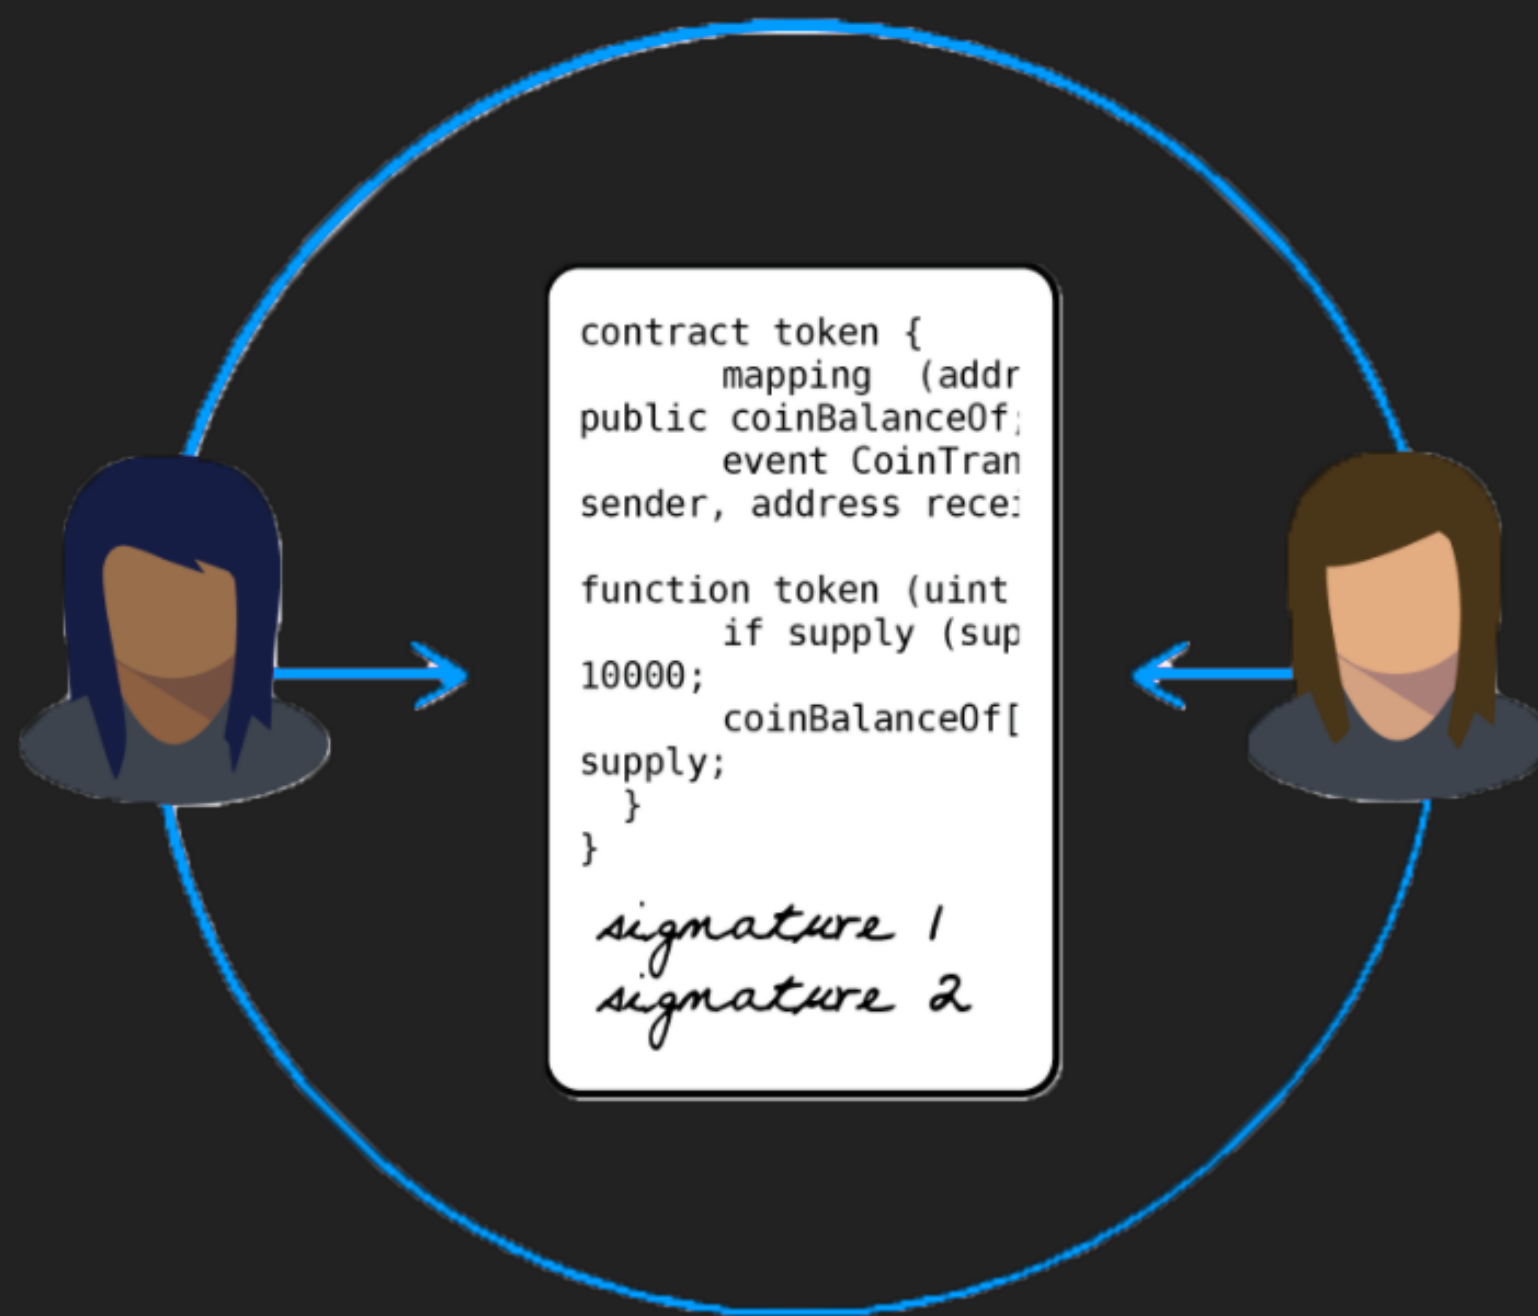 contract token {
mapping (addr
public coinBalanceOf;
event CoinTran
sender, address recei
function token (uint
if supply (sup
10000;
coinBalanceOf[
supply;
}
}
signature 1
signature 2